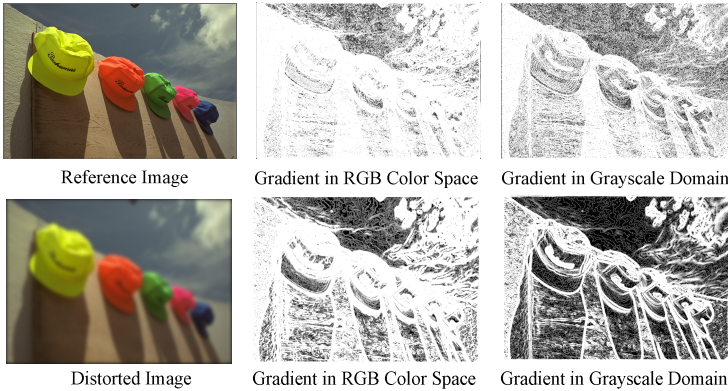 Reference Image
Gradient in RGB Color Space
Gradient in Grayscale Domain
Distorted Image
Gradient in RGB Color Space
Gradient in Grayscale Domain